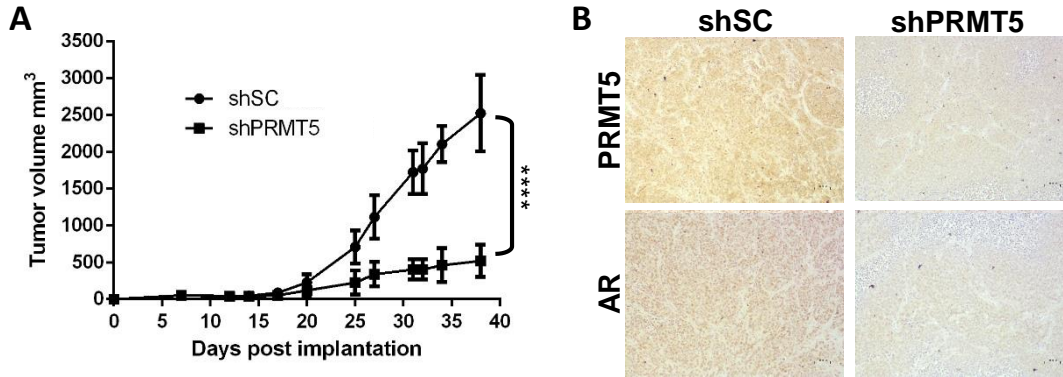 A
Tumor volume mm³
3500
3000
2500
2000
1500
1000
500
0
shSC
shPRMT5
****
0 5 10 15 20 25 30 35 40
Days post implantation
B
shSC shPRMT5
PRMT5
AR